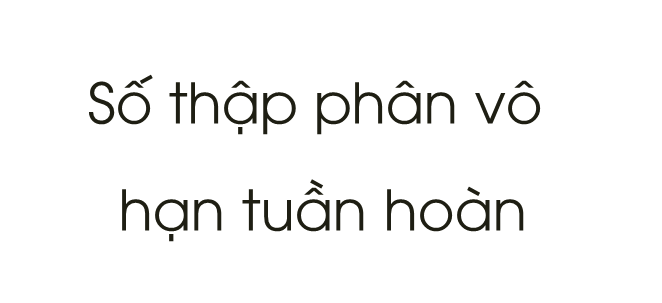 Số thập phân vô
hạn tuần hoàn